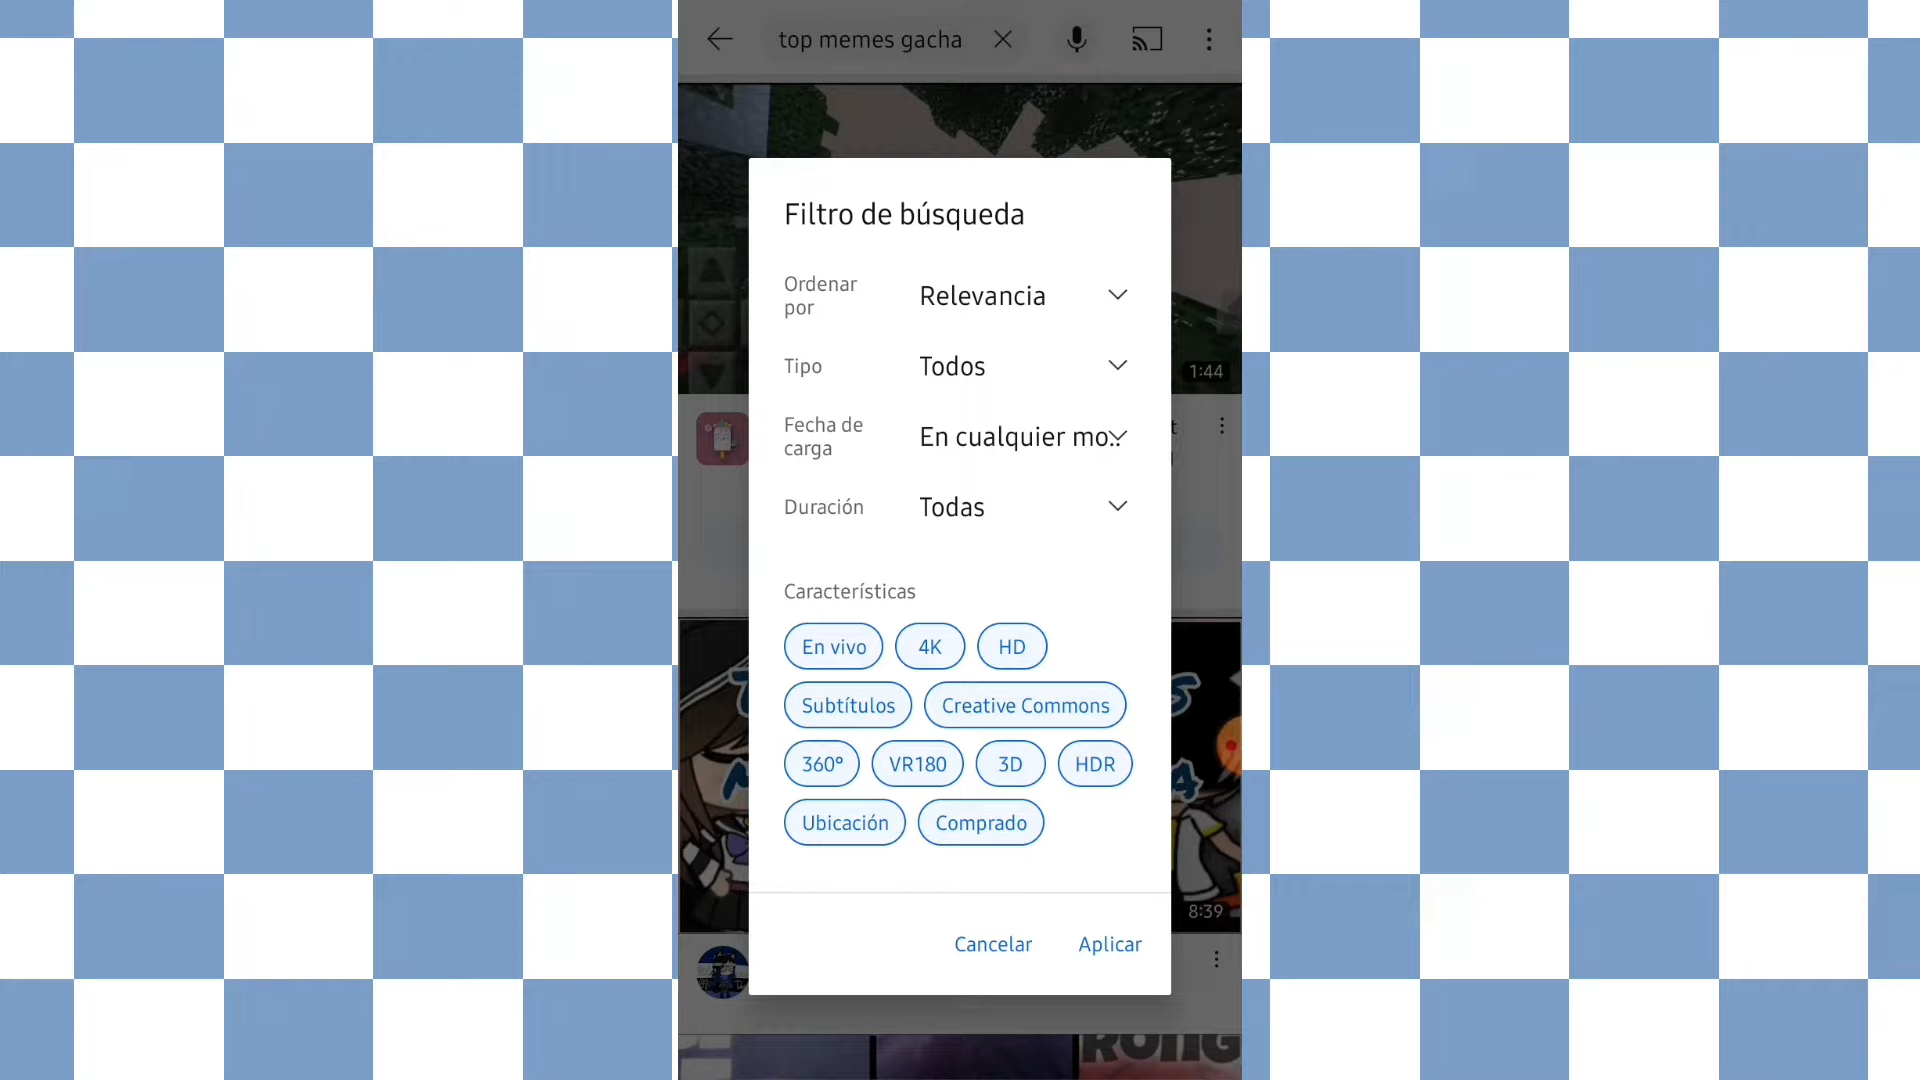 top memes gacha
Filtro de búsqueda
Ordenar
por
Relevancia
Tipo
Todos
1:44
Fecha de
carga
En cualquier mo..
Duración
Todas
Características
En vivo
4K
HD
Subtítulos
Creative Commons
360°
VR180
3D
HDR
Ubicación
Comprado
8:39
Cancelar
Aplicar